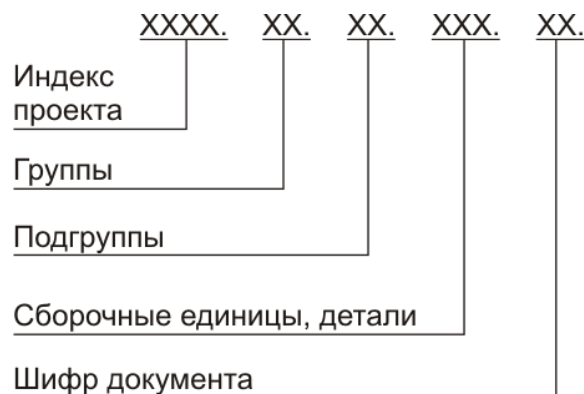 XXXX. XX. XX. XXX. XX.
Индекс
проекта
Группы
Подгруппы
Сборочные единицы, детали
Шифр документа